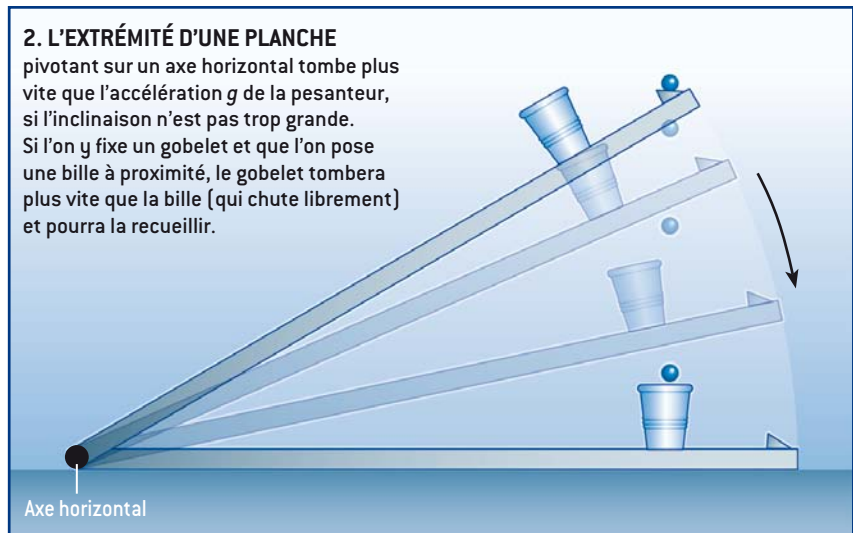 2. L'EXTRÉMITÉ D'UNE PLANCHE
pivotant sur un axe horizontal tombe plus
vite que l'accélération g de la pesanteur,
si l'inclinaison n'est pas trop grande.
Si l'on y fixe un gobelet et que l'on pose
une bille à proximité, le gobelet tombera
plus vite que la bille (qui chute librement)
et pourra la recueillir.
Axe horizontal